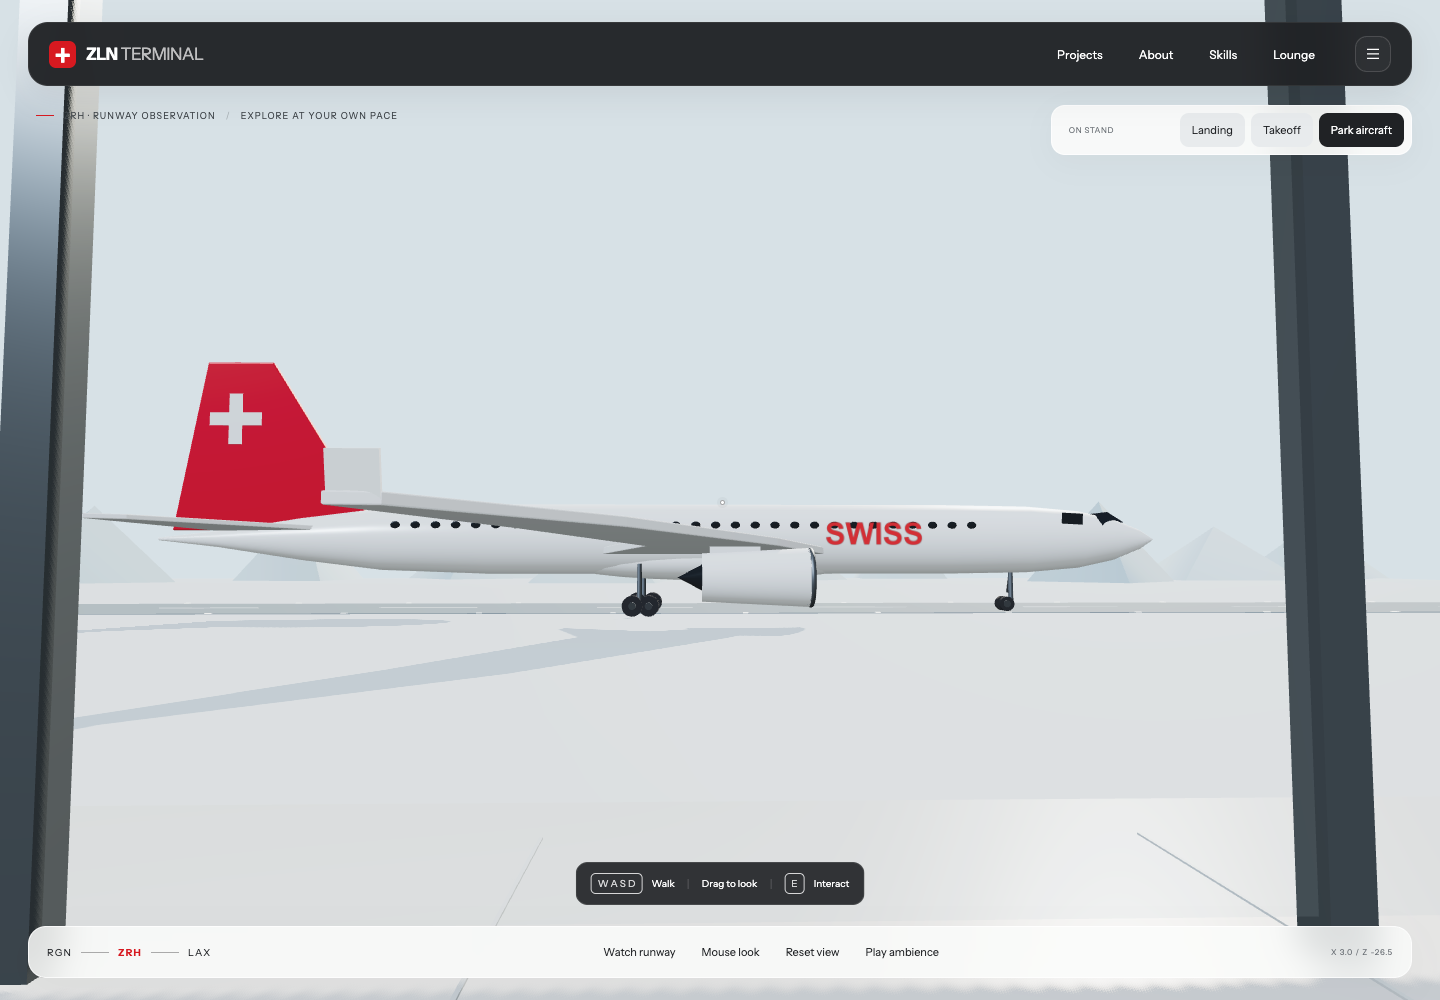 ZLN TERMINAL
Projects
About
Skills
Lounge
RH · RUNWAY OBSERVATION / EXPLORE AT YOUR OWN PACE
ON STAND
Landing
Takeoff
Park aircraft
SWISS
WASD Walk | Drag to look | E Interact
RGN
ZRH
LAX
Watch runway
Mouse look
Reset view
Play ambience
X 3.0 / Z -26.5